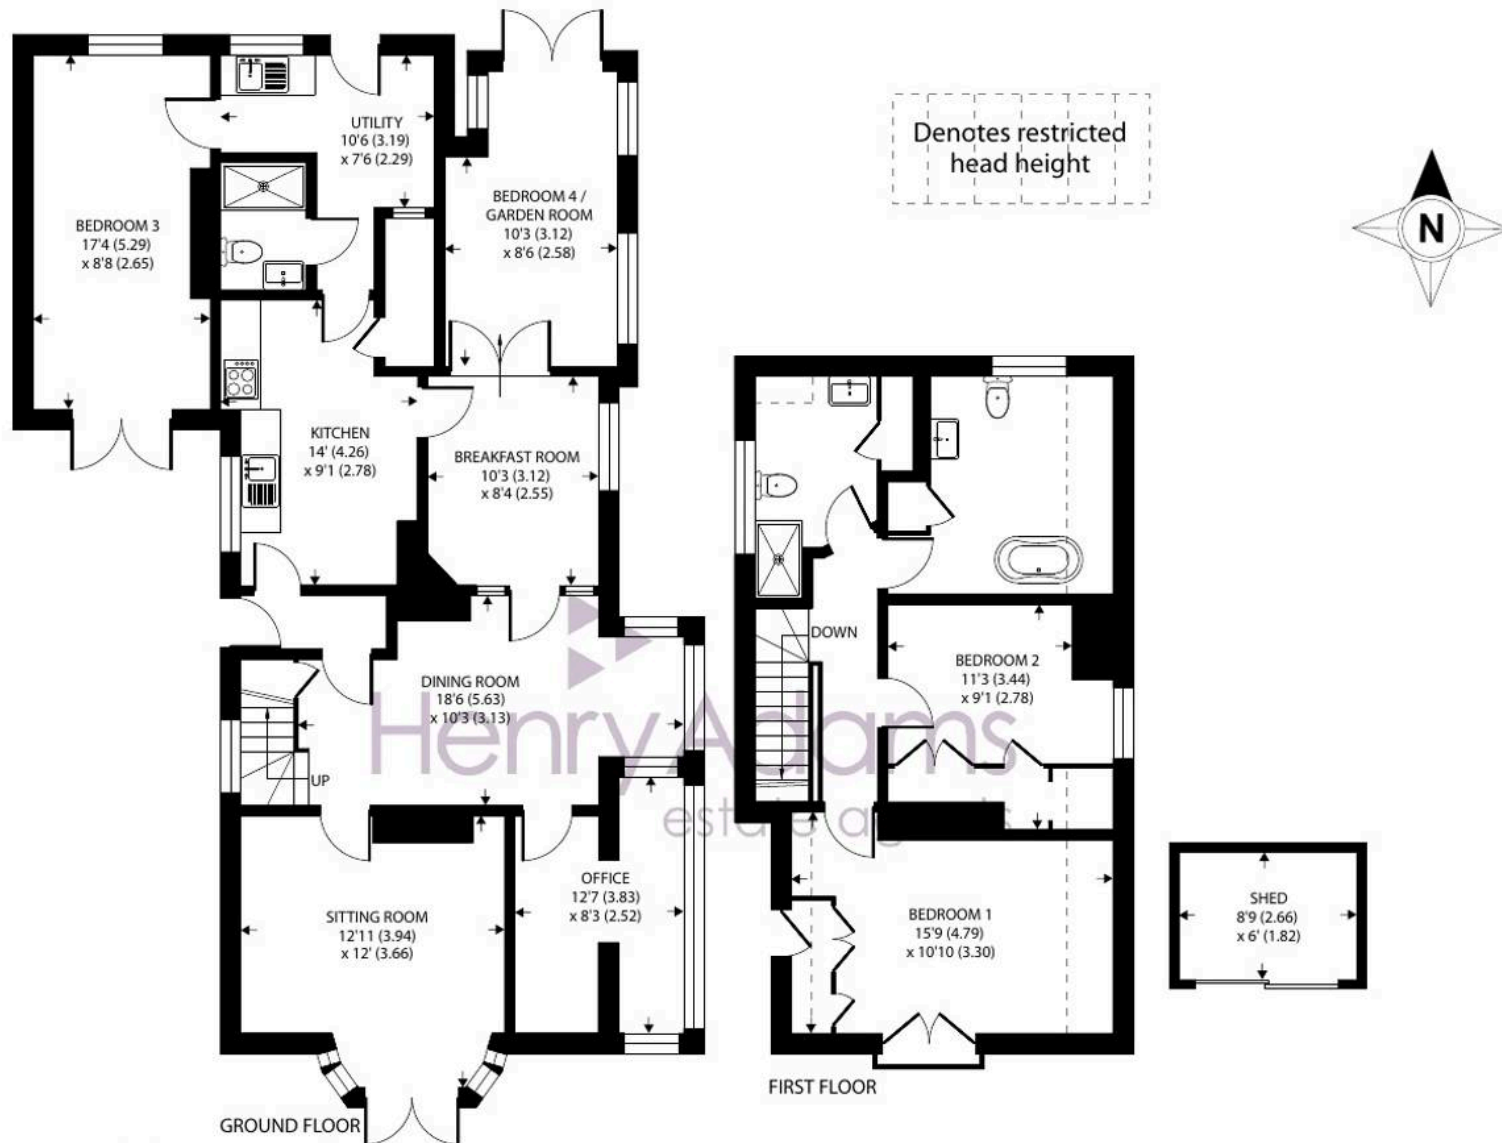 UTILITY
10'6 (3.19)
x 7'6 (2.29)
Denotes restricted
head height
N
BEDROOM 3
17'4 (5.29)
x 8'8 (2.65)
BEDROOM 4 /
GARDEN ROOM
10'3 (3.12)
x 8'6 (2.58)
KITCHEN
14' (4.26)
x 9'1 (2.78)
BREAKFAST ROOM
10'3 (3.12)
x 8'4 (2.55)
DINING ROOM
18'6 (5.63)
x 10'3 (3.13)
UP
DOWN
BEDROOM 2
11'3 (3.44)
x 9'1 (2.78)
Henry Adams
estate agents
SITTING ROOM
12'11 (3.94)
x 12' (3.66)
OFFICE
12'7 (3.83)
x 8'3 (2.52)
BEDROOM 1
15'9 (4.79)
x 10'10 (3.30)
SHED
8'9 (2.66)
x 6' (1.82)
GROUND FLOOR
FIRST FLOOR